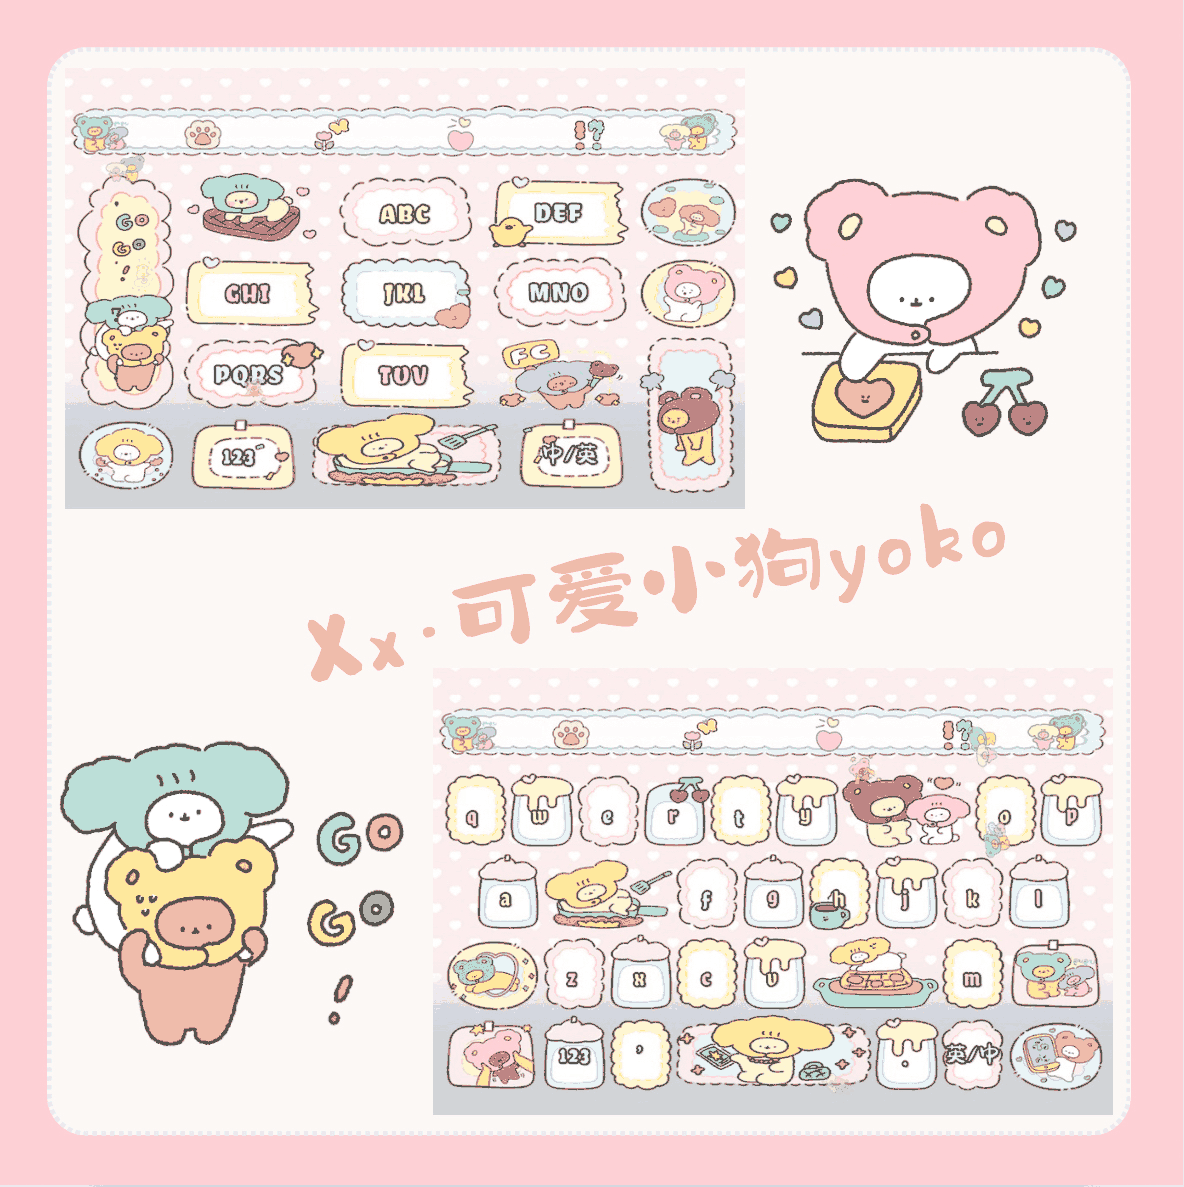 !?
GO
GO
!
ABC
DEF
GHI
JKL
MNO
PQRS
TUV
FC
123
中/英
Xx.可爱小狗yoko
GO
GO
!
!?
q w e r t y o p
a f g h j k l
z x c v m
123 , 。 英/中